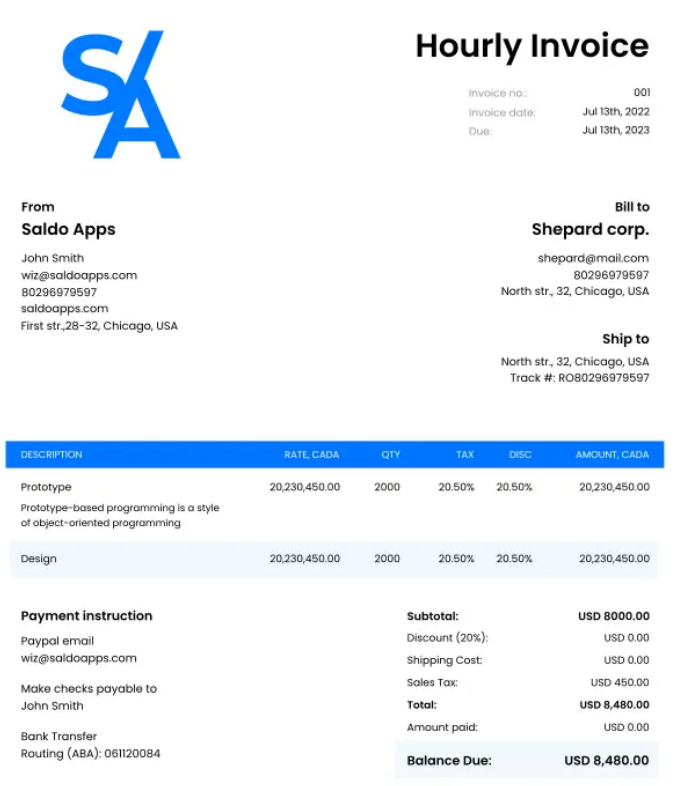 SA
Hourly Invoice
Invoice no.: 001
Invoice date: Jul 13th, 2022
Due: Jul 13th, 2023
From
Saldo Apps
John Smith
wiz@saldoapps.com
80296979597
saldoapps.com
First str.,28-32, Chicago, USA
Bill to
Shepard corp.
shepard@mail.com
80296979597
North str., 32, Chicago, USA
Ship to
North str., 32, Chicago, USA
Track #: RO80296979597
DESCRIPTION RATE, CADA QTY TAX DISC AMOUNT, CADA
Prototype 20,230,450.00 2000 20.50% 20.50% 20,230,450.00
Prototype-based programming is a style
of object-oriented programming
Design 20,230,450.00 2000 20.50% 20.50% 20,230,450.00
Payment instruction
Paypal email
wiz@saldoapps.com
Make checks payable to
John Smith
Bank Transfer
Routing (ABA): 061120084
Subtotal: USD 8000.00
Discount (20%): USD 0.00
Shipping Cost: USD 0.00
Sales Tax: USD 450.00
Total: USD 8,480.00
Amount paid: USD 0.00
Balance Due: USD 8,480.00